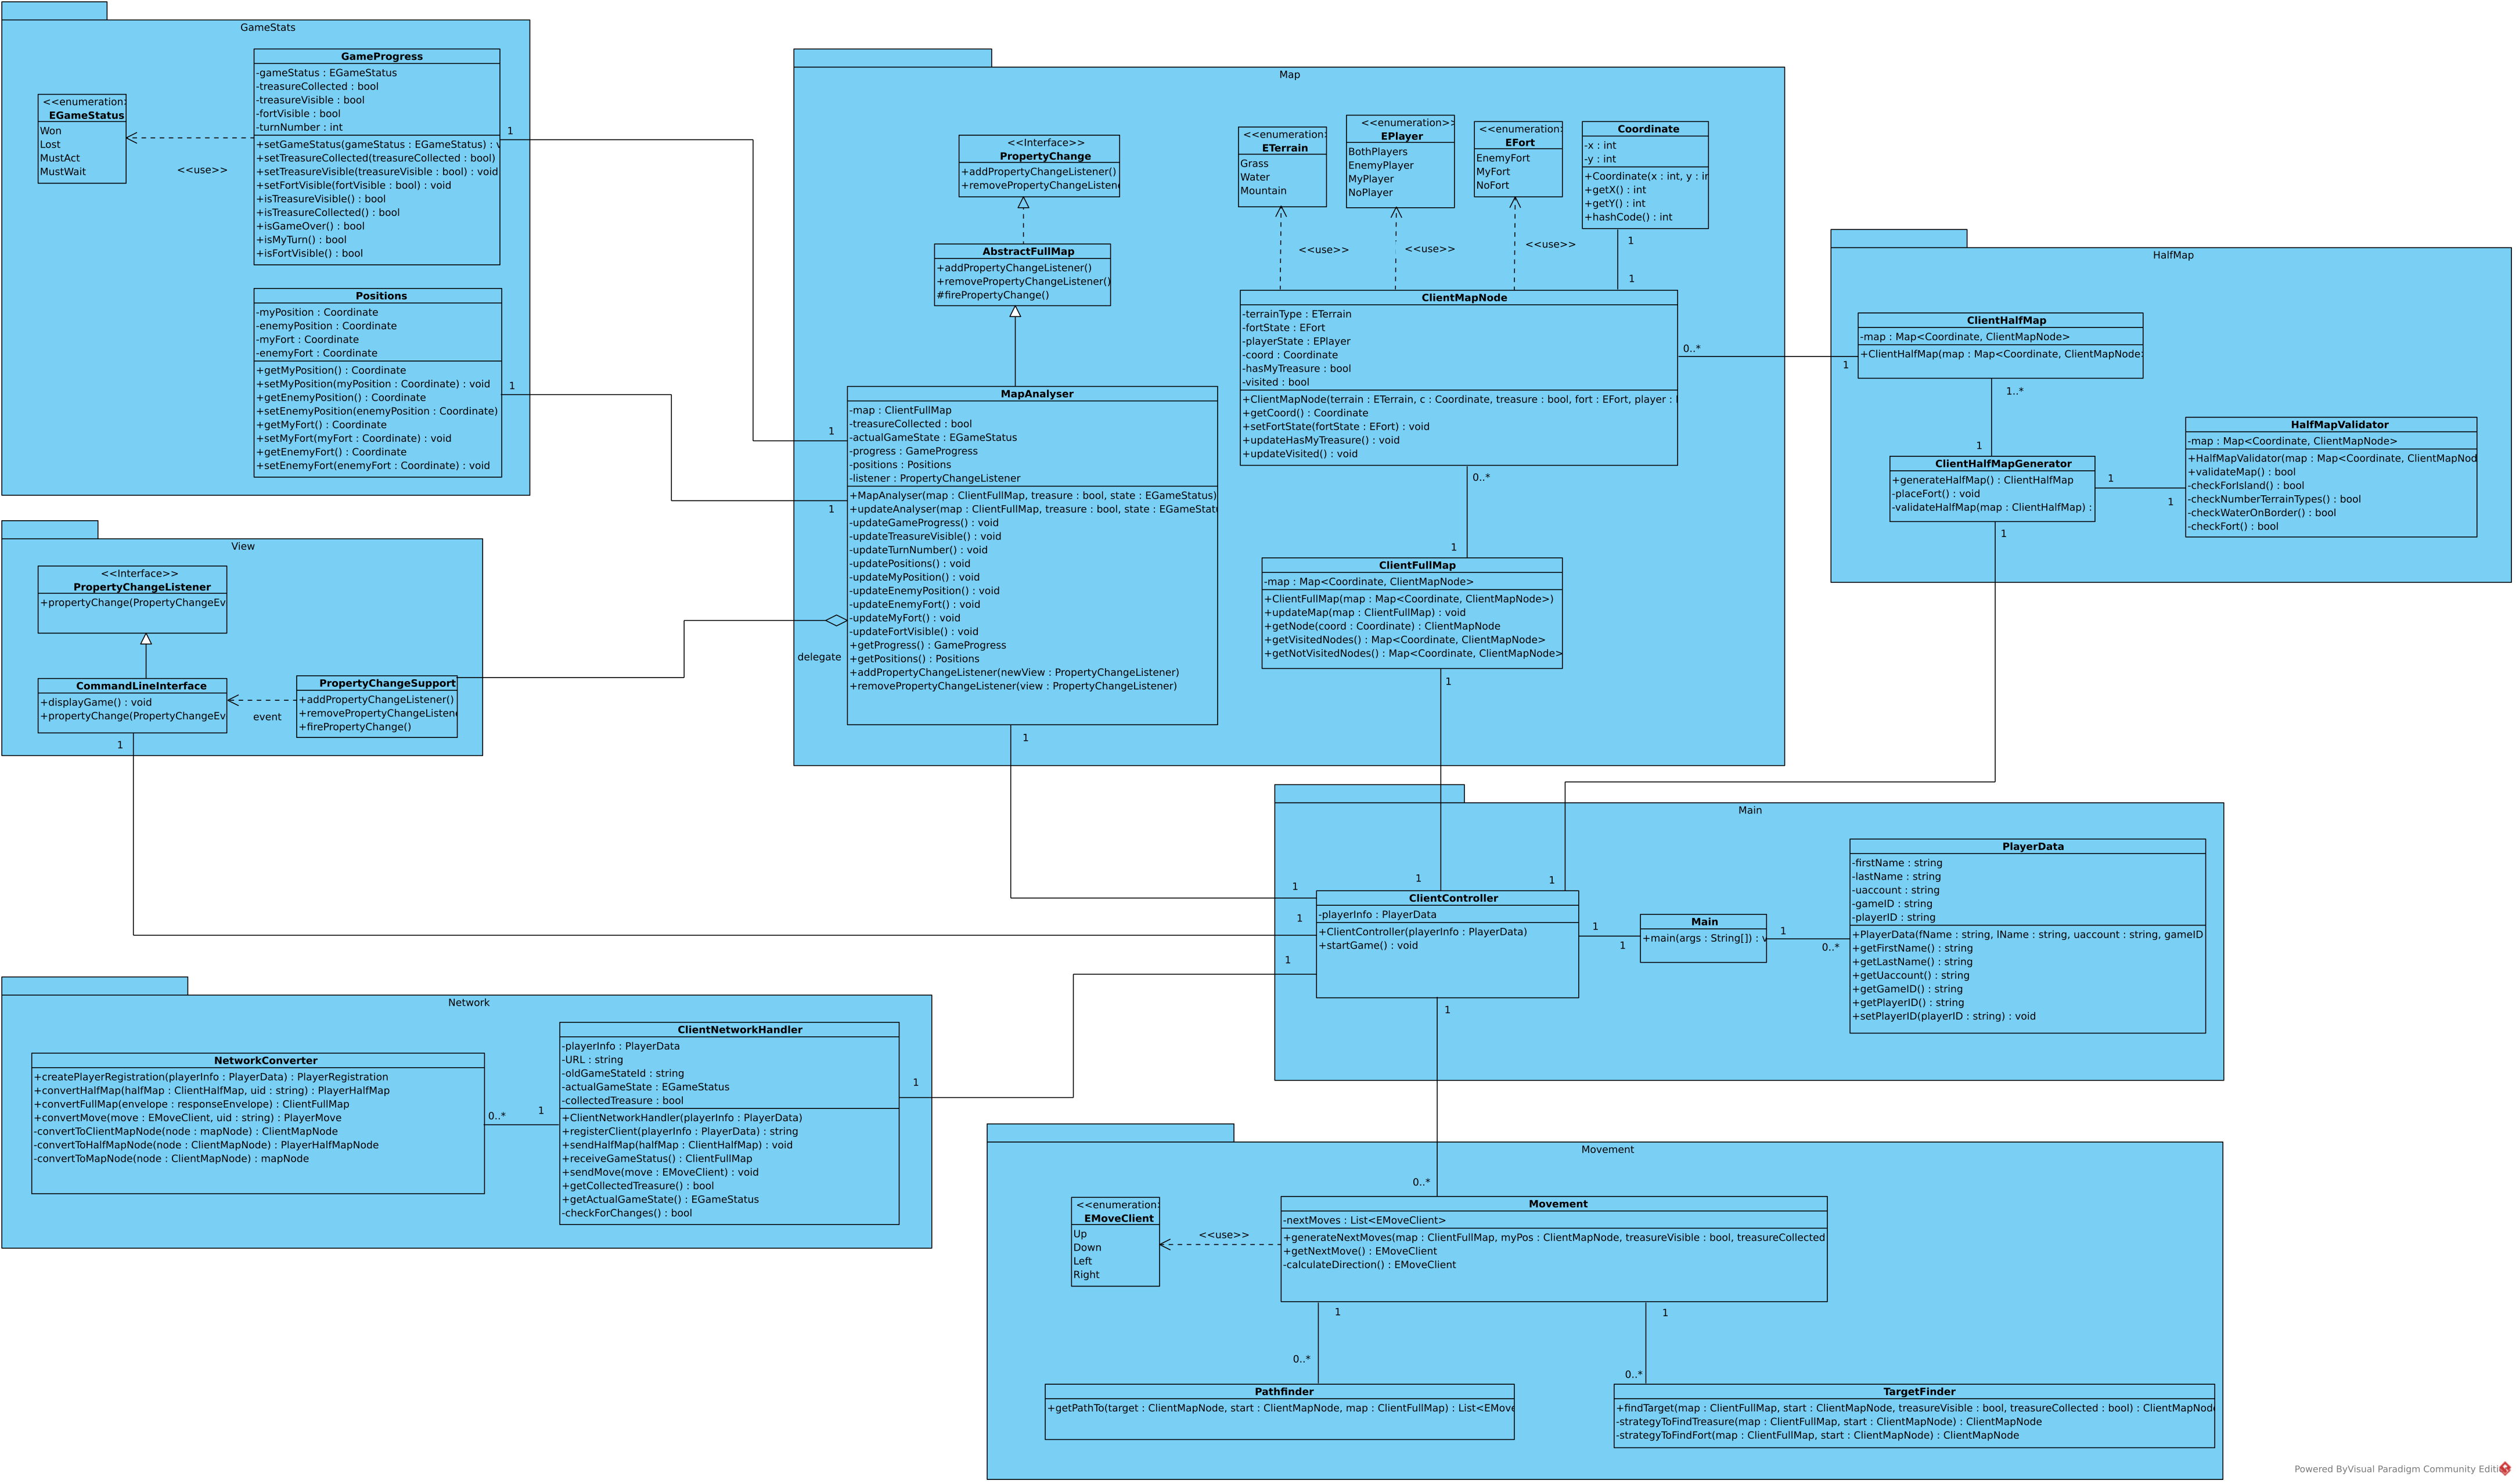 GameStats
GameProgress
-gameStatus : EGameStatus
-treasureCollected : bool
-treasureVisible : bool
-fortVisible : bool
-turnNumber : int
+setGameStatus(gameStatus : EGameStatus) : v
+setTreasureCollected(treasureCollected : bool)
+setTreasureVisible(treasureVisible : bool) : void
+setFortVisible(fortVisible : bool) : void
+isTreasureVisible() : bool
+isTreasureCollected() : bool
+isGameOver() : bool
+isMyTurn() : bool
+isFortVisible() : bool
<<enumeration>
EGameStatus
Won
Lost
MustAct
MustWait
<<use>>
1
Positions
-myPosition : Coordinate
-enemyPosition : Coordinate
-myFort : Coordinate
-enemyFort : Coordinate
+getMyPosition() : Coordinate
+setMyPosition(myPosition : Coordinate) : void
+getEnemyPosition() : Coordinate
+setEnemyPosition(enemyPosition : Coordinate)
+getMyFort() : Coordinate
+setMyFort(myFort : Coordinate) : void
+getEnemyFort() : Coordinate
+setEnemyFort(enemyFort : Coordinate) : void
1
Map
<<Interface>>
PropertyChange
+addPropertyChangeListener()
+removePropertyChangeListen
AbstractFullMap
+addPropertyChangeListener()
+removePropertyChangeListener()
#firePropertyChange()
MapAnalyser
-map : ClientFullMap
-treasureCollected : bool
-actualGameState : EGameStatus
-progress : GameProgress
-positions : Positions
-listener : PropertyChangeListener
+MapAnalyser(map : ClientFullMap, treasure : bool, state : EGameStatus)
+updateAnalyser(map : ClientFullMap, treasure : bool, state : EGameStatu
-updateGameProgress() : void
-updateTreasureVisible() : void
-updateTurnNumber() : void
-updatePositions() : void
-updateMyPosition() : void
-updateEnemyPosition() : void
-updateEnemyFort() : void
-updateMyFort() : void
-updateFortVisible() : void
+getProgress() : GameProgress
+getPositions() : Positions
+addPropertyChangeListener(newView : PropertyChangeListener)
+removePropertyChangeListener(view : PropertyChangeListener)
1
1
delegate
1
<<enumeration>
ETerrain
Grass
Water
Mountain
<<enumeration>>
EPlayer
BothPlayers
EnemyPlayer
MyPlayer
NoPlayer
<<enumeration>
EFort
EnemyFort
MyFort
NoFort
Coordinate
-x : int
-y : int
+Coordinate(x : int, y : in
+getX() : int
+getY() : int
+hashCode() : int
<<use>>
<<use>>
<<use>>
1
1
ClientMapNode
-terrainType : ETerrain
-fortState : EFort
-playerState : EPlayer
-coord : Coordinate
-hasMyTreasure : bool
-visited : bool
+ClientMapNode(terrain : ETerrain, c : Coordinate, treasure : bool, fort : EFort, player :
+getCoord() : Coordinate
+setFortState(fortState : EFort) : void
+updateHasMyTreasure() : void
+updateVisited() : void
0..*
0..*
1
ClientFullMap
-map : Map<Coordinate, ClientMapNode>
+ClientFullMap(map : Map<Coordinate, ClientMapNode>)
+updateMap(map : ClientFullMap) : void
+getNode(coord : Coordinate) : ClientMapNode
+getVisitedNodes() : Map<Coordinate, ClientMapNode>
+getNotVisitedNodes() : Map<Coordinate, ClientMapNode>
1
HalfMap
ClientHalfMap
-map : Map<Coordinate, ClientMapNode>
+ClientHalfMap(map : Map<Coordinate, ClientMapNode>
1
1..*
1
ClientHalfMapGenerator
+generateHalfMap() : ClientHalfMap
-placeFort() : void
-validateHalfMap(map : ClientHalfMap) :
1
1
1
HalfMapValidator
-map : Map<Coordinate, ClientMapNode>
+HalfMapValidator(map : Map<Coordinate, ClientMapNod
+validateMap() : bool
-checkForIsland() : bool
-checkNumberTerrainTypes() : bool
-checkWaterOnBorder() : bool
-checkFort() : bool
View
<<Interface>>
PropertyChangeListener
+propertyChange(PropertyChangeEv
CommandLineInterface
+displayGame() : void
+propertyChange(PropertyChangeEv
1
event
PropertyChangeSupport
+addPropertyChangeListener()
+removePropertyChangeListen
+firePropertyChange()
Main
ClientController
-playerInfo : PlayerData
+ClientController(playerInfo : PlayerData)
+startGame() : void
1
1
1
1
1
1
1
1
Main
+main(args : String[]) : v
1
0..*
PlayerData
-firstName : string
-lastName : string
-uaccount : string
-gameID : string
-playerID : string
+PlayerData(fName : string, lName : string, uaccount : string, gameID
+getFirstName() : string
+getLastName() : string
+getUaccount() : string
+getGameID() : string
+getPlayerID() : string
+setPlayerID(playerID : string) : void
Network
NetworkConverter
+createPlayerRegistration(playerInfo : PlayerData) : PlayerRegistration
+convertHalfMap(halfMap : ClientHalfMap, uid : string) : PlayerHalfMap
+convertFullMap(envelope : responseEnvelope) : ClientFullMap
+convertMove(move : EMoveClient, uid : string) : PlayerMove
-convertToClientMapNode(node : mapNode) : ClientMapNode
-convertToHalfMapNode(node : ClientMapNode) : PlayerHalfMapNode
-convertToMapNode(node : ClientMapNode) : mapNode
0..*
1
ClientNetworkHandler
-playerInfo : PlayerData
-URL : string
-oldGameStateId : string
-actualGameState : EGameStatus
-collectedTreasure : bool
+ClientNetworkHandler(playerInfo : PlayerData)
+registerClient(playerInfo : PlayerData) : string
+sendHalfMap(halfMap : ClientHalfMap) : void
+receiveGameStatus() : ClientFullMap
+sendMove(move : EMoveClient) : void
+getCollectedTreasure() : bool
+getActualGameState() : EGameStatus
-checkForChanges() : bool
1
Movement
<<enumeration>
EMoveClient
Up
Down
Left
Right
<<use>>
0..*
Movement
-nextMoves : List<EMoveClient>
+generateNextMoves(map : ClientFullMap, myPos : ClientMapNode, treasureVisible : bool, treasureCollected
+getNextMove() : EMoveClient
-calculateDirection() : EMoveClient
1
1
0..*
0..*
Pathfinder
+getPathTo(target : ClientMapNode, start : ClientMapNode, map : ClientFullMap) : List<EMove
TargetFinder
+findTarget(map : ClientFullMap, start : ClientMapNode, treasureVisible : bool, treasureCollected : bool) : ClientMapNode
-strategyToFindTreasure(map : ClientFullMap, start : ClientMapNode) : ClientMapNode
-strategyToFindFort(map : ClientFullMap, start : ClientMapNode) : ClientMapNode
Powered ByVisual Paradigm Community Editi